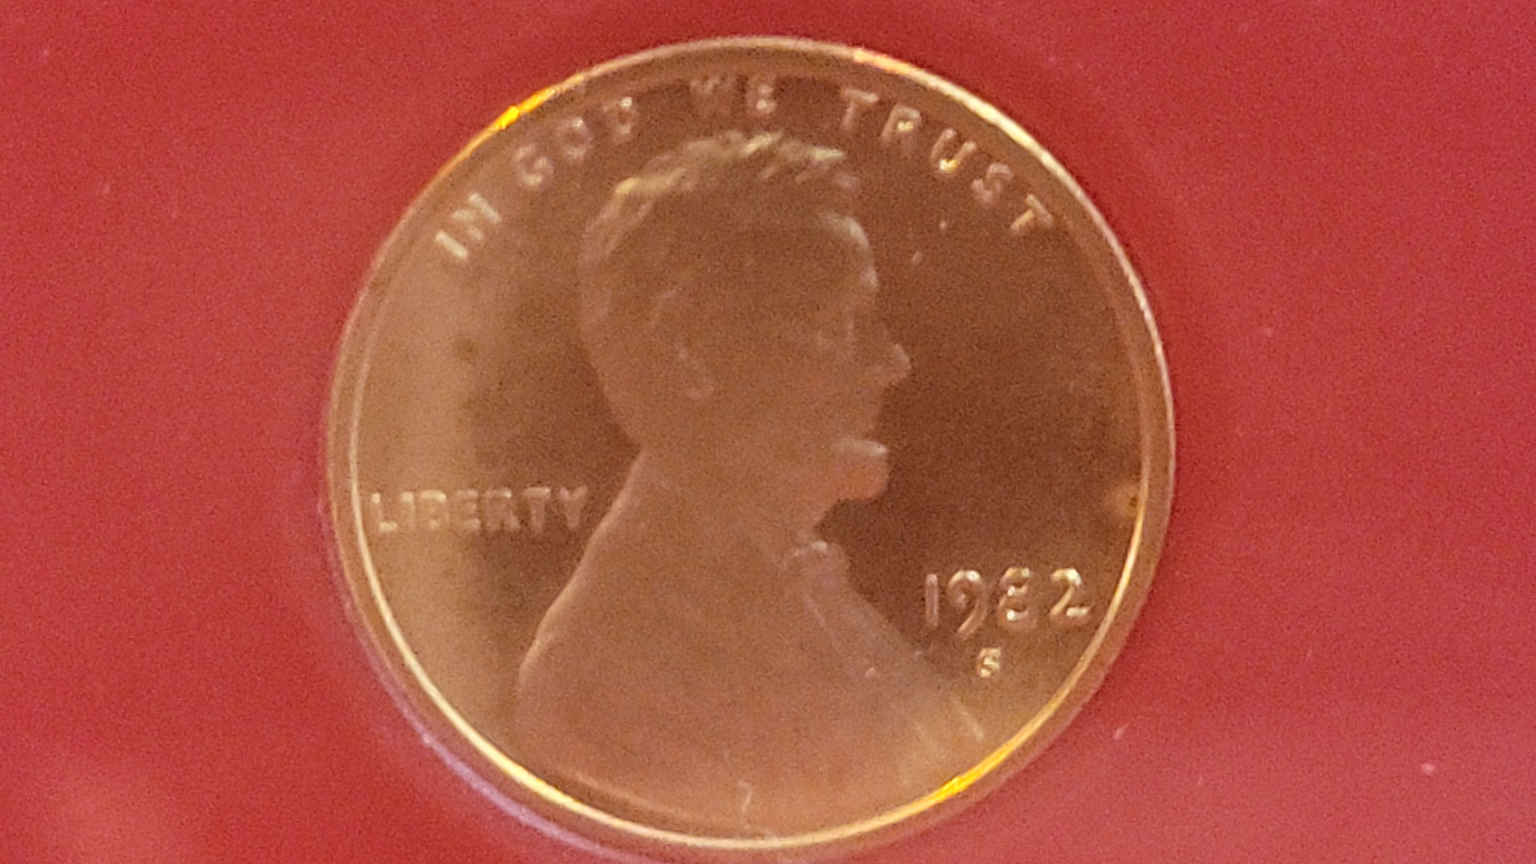 IN GOD WE TRUST
LIBERTY
1982
S